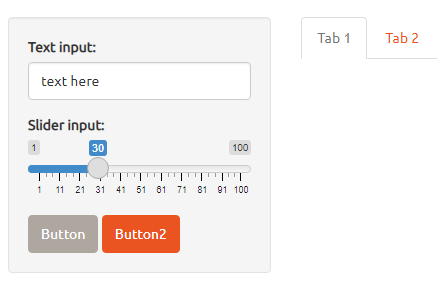 Text input:
text here
Slider input:
1 30 100
1 11 21 31 41 51 61 71 81 91 100
Button Button2
Tab 1 Tab 2